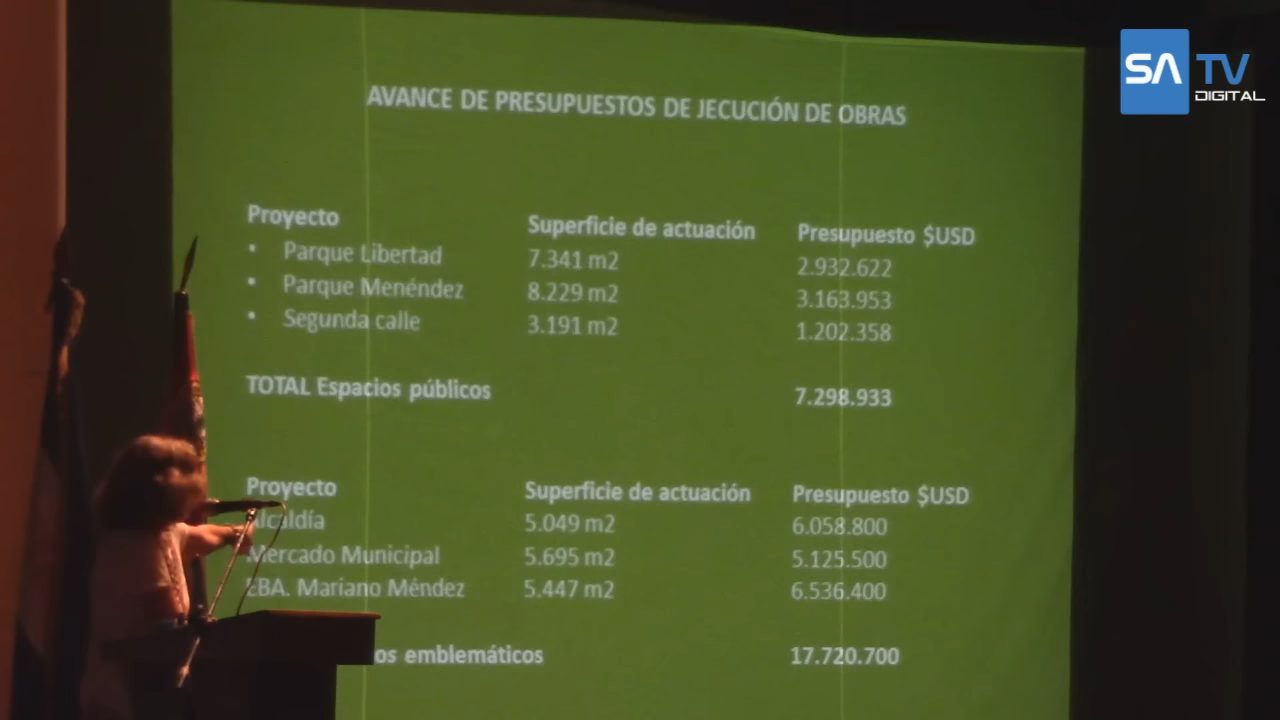 SA TV
DIGITAL
AVANCE DE PRESUPUESTOS DE JECUCIÓN DE OBRAS
Proyecto Superficie de actuación Presupuesto $USD
• Parque Libertad 7.341 m2 2.932.622
• Parque Menéndez 8.229 m2 3.163.953
• Segunda calle 3.191 m2 1.202.358
TOTAL Espacios públicos 7.298.933
Proyecto Superficie de actuación Presupuesto $USD
Alcaldía 5.049 m2 6.058.800
Mercado Municipal 5.695 m2 5.125.500
EBA. Mariano Méndez 5.447 m2 6.536.400
os emblemáticos 17.720.700